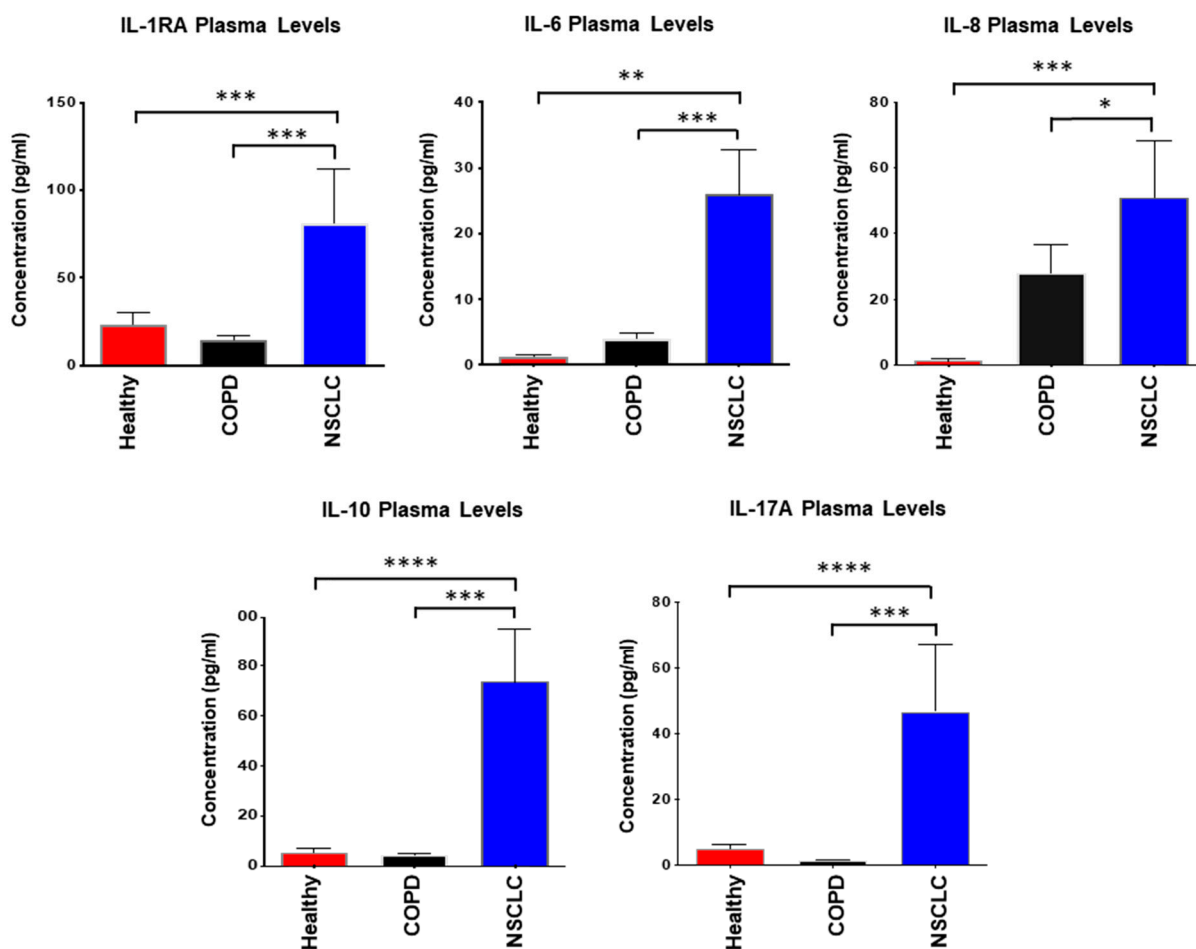 IL-1RA Plasma Levels
Concentration (pg/ml)
150
100
50
0
***
***
Healthy
COPD
NSCLC
IL-6 Plasma Levels
Concentration (pg/ml)
40
30
20
10
0
**
***
Healthy
COPD
NSCLC
IL-8 Plasma Levels
Concentration (pg/ml)
80
60
40
20
0
***
*
Healthy
COPD
NSCLC
IL-10 Plasma Levels
Concentration (pg/ml)
00
80
60
40
20
0
****
***
Healthy
COPD
NSCLC
IL-17A Plasma Levels
Concentration (pg/ml)
80
60
40
20
0
****
***
Healthy
COPD
NSCLC